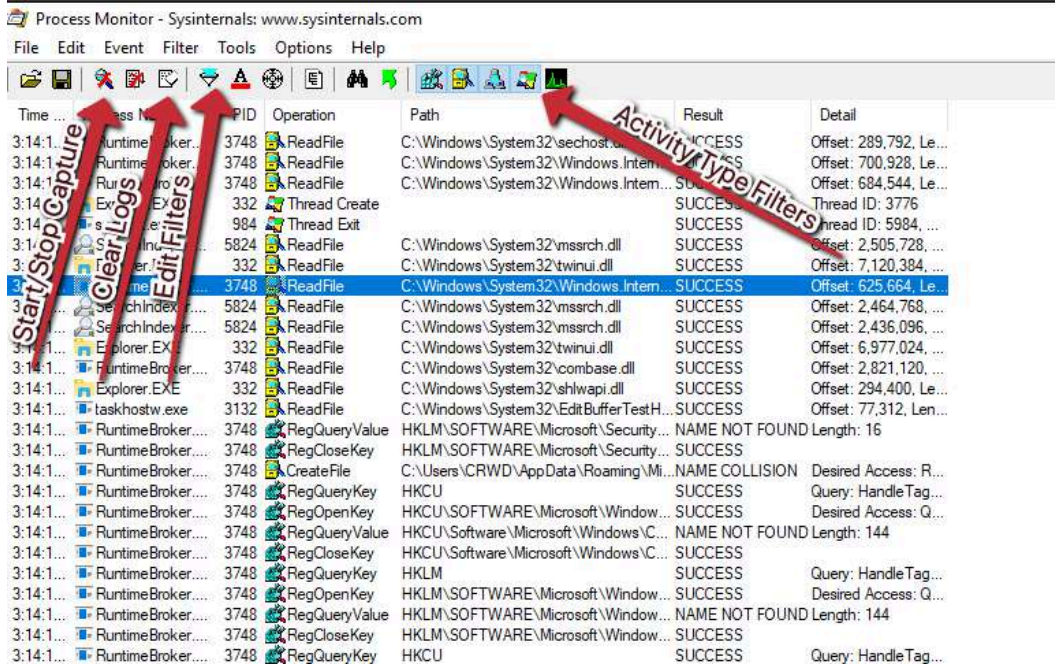 Process Monitor - Sysinternals: www.sysinternals.com
File Edit Event Filter Tools Options Help
Time ... PID Operation Path Result Detail
Start/Stop Capture
Clear Logs
Edit Filters
Activity Type Filters
3:14:1... 3748 ReadFile C:\Windows\System32\sechost. Offset: 289,792, Le...
3:14:1... 3748 ReadFile C:\Windows\System32\Windows.Intern... Offset: 700,928, Le...
3748 ReadFile C:\Windows\System32\Windows.Intern... Offset: 684,544, Le...
332 Thread Create SUCCESS Thread ID: 3776
984 Thread Exit SUCCESS Thread ID: 5984, ...
5824 ReadFile C:\Windows\System32\mssrch.dll SUCCESS Offset: 2,505,728, ...
332 ReadFile C:\Windows\System32\twinui.dll SUCCESS Offset: 7,120,384, ...
3748 ReadFile C:\Windows\System32\Windows.Intern... SUCCESS Offset: 625,664, Le...
5824 ReadFile C:\Windows\System32\mssrch.dll SUCCESS Offset: 2,464,768, ...
5824 ReadFile C:\Windows\System32\mssrch.dll SUCCESS Offset: 2,436,096, ...
332 ReadFile C:\Windows\System32\twinui.dll SUCCESS Offset: 6,977,024, ...
3:14:1... 3748 ReadFile C:\Windows\System32\combase.dll SUCCESS Offset: 2,821,120, ...
3:14:1... Explorer.EXE 332 ReadFile C:\Windows\System32\shlwapi.dll SUCCESS Offset: 294,400, Le...
3:14:1... taskhostw.exe 3132 ReadFile C:\Windows\System32\EditBufferTestH... SUCCESS Offset: 77,312, Len...
3:14:1... RuntimeBroker.... 3748 RegQueryValue HKLM\SOFTWARE\Microsoft\Security... NAME NOT FOUND Length: 16
3:14:1... RuntimeBroker.... 3748 RegCloseKey HKLM\SOFTWARE\Microsoft\Security... SUCCESS
3:14:1... RuntimeBroker.... 3748 CreateFile C:\Users\CRWD\AppData\Roaming\Mi... NAME COLLISION Desired Access: R...
3:14:1... RuntimeBroker.... 3748 RegQueryKey HKCU SUCCESS Query: HandleTag...
3:14:1... RuntimeBroker.... 3748 RegOpenKey HKCU\SOFTWARE\Microsoft\Window... SUCCESS Desired Access: Q...
3:14:1... RuntimeBroker.... 3748 RegQueryValue HKCU\Software\Microsoft\Windows\C... NAME NOT FOUND Length: 144
3:14:1... RuntimeBroker.... 3748 RegCloseKey HKCU\Software\Microsoft\Windows\C... SUCCESS
3:14:1... RuntimeBroker.... 3748 RegQueryKey HKLM SUCCESS Query: HandleTag...
3:14:1... RuntimeBroker.... 3748 RegOpenKey HKLM\SOFTWARE\Microsoft\Window... SUCCESS Desired Access: Q...
3:14:1... RuntimeBroker.... 3748 RegQueryValue HKLM\SOFTWARE\Microsoft\Window... NAME NOT FOUND Length: 144
3:14:1... RuntimeBroker.... 3748 RegCloseKey HKLM\SOFTWARE\Microsoft\Window... SUCCESS
3:14:1... RuntimeBroker.... 3748 RegQueryKey HKCU SUCCESS Query: HandleTag...